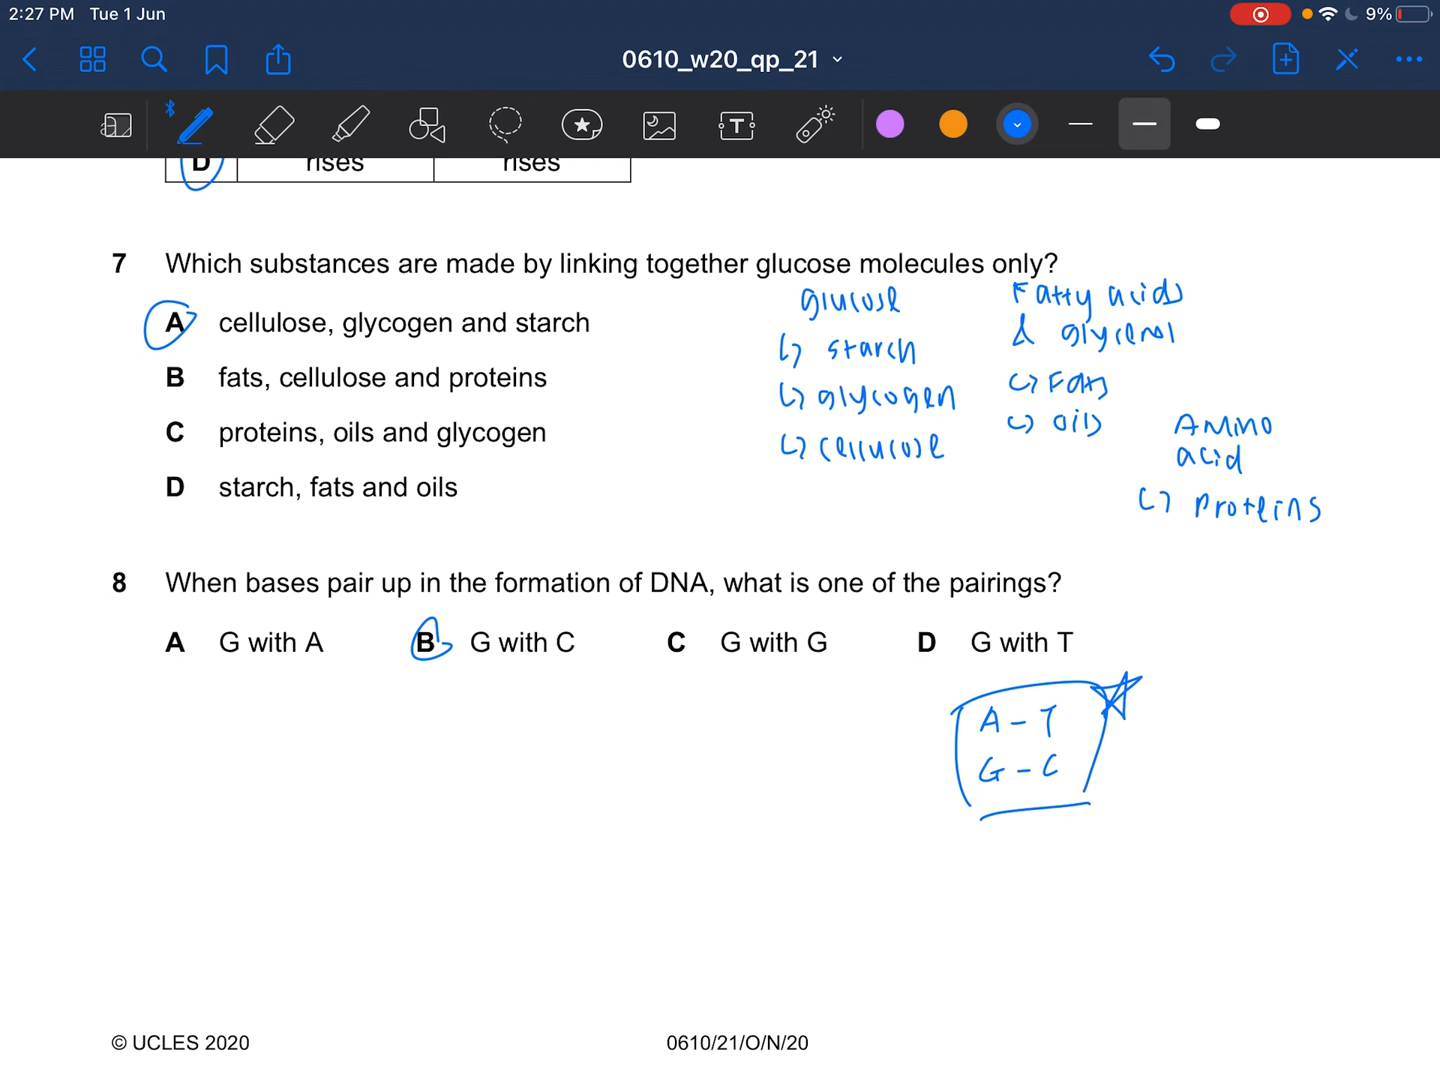 2:27 PM Tue 1 Jun
9%
0610_w20_qp_21
T
D rises rises
7 Which substances are made by linking together glucose molecules only?
A cellulose, glycogen and starch
B fats, cellulose and proteins
C proteins, oils and glycogen
D starch, fats and oils
glucose
starch
glycogen
cellulose
Fatty acids
& glycerol
Fats
oils
Amino
acid
Proteins
8 When bases pair up in the formation of DNA, what is one of the pairings?
A G with A B G with C C G with G D G with T
A – T
G – C
© UCLES 2020 0610/21/O/N/20